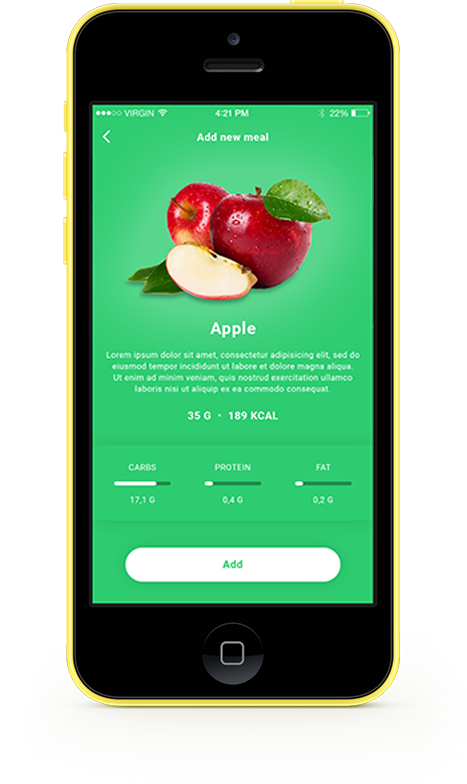 VIRGIN 4:21 PM 22%
Add new meal
Apple
Lorem ipsum dolor sit amet, consectetur adipisicing elit, sed do
eiusmod tempor incididunt ut labore et dolore magna aliqua.
Ut enim ad minim veniam, quis nostrud exercitation ullamco
laboris nisi ut aliquip ex ea commodo consequat.
35 G • 189 KCAL
CARBS PROTEIN FAT
17,1 G 0,4 G 0,2 G
Add